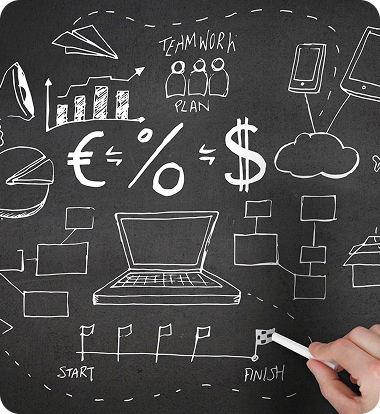 TEAMWORK
PLAN
€ % $
START
FINISH